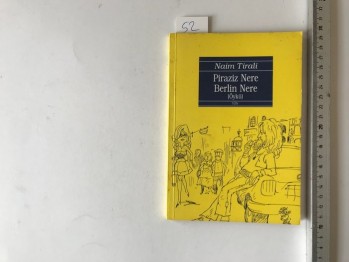 52
Naim Tirali
Piraziz Nere
Berlin Nere
(Öykü)